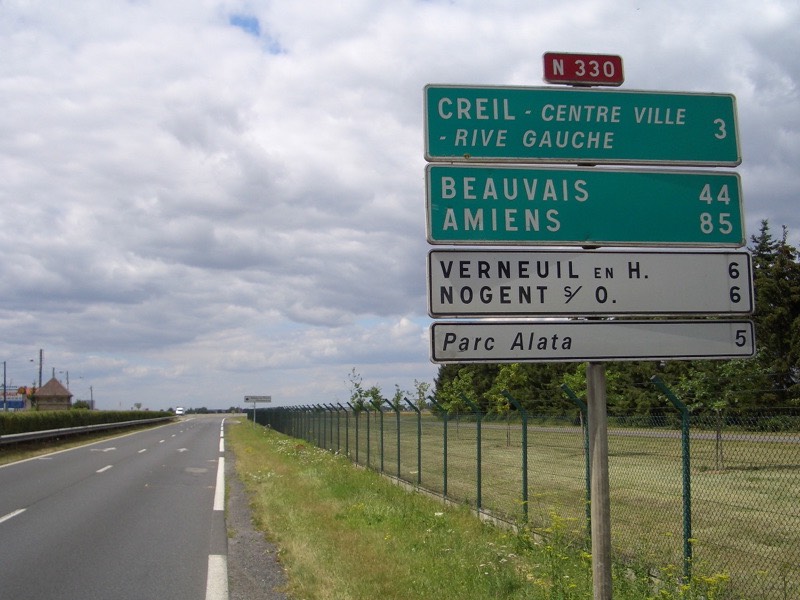 N 330
CREIL - CENTRE VILLE
- RIVE GAUCHE 3
BEAUVAIS 44
AMIENS 85
VERNEUIL EN H. 6
NOGENT S/ O. 6
Parc Alata 5